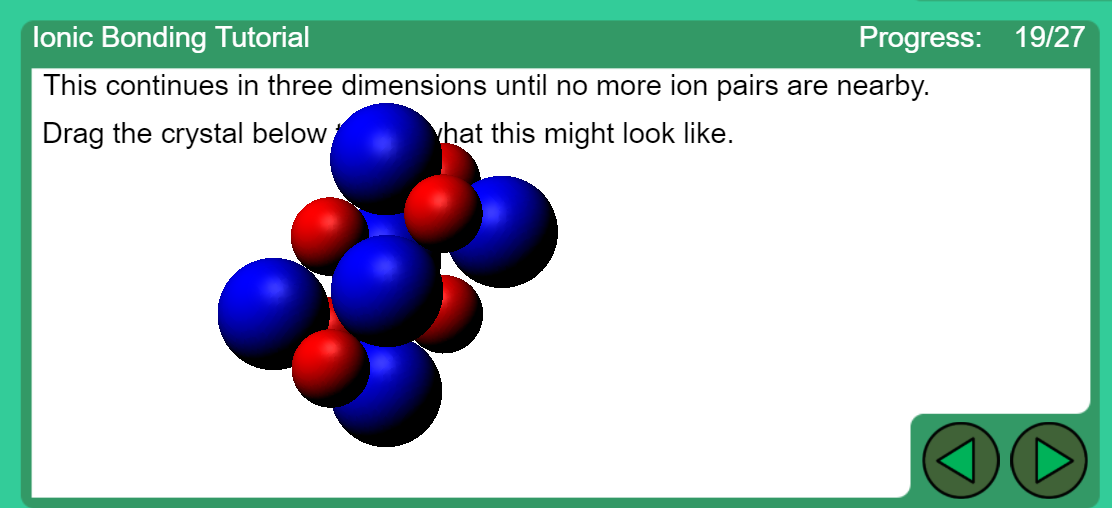 Ionic Bonding Tutorial
Progress: 19/27
This continues in three dimensions until no more ion pairs are nearby.
Drag the crystal below what this might look like.